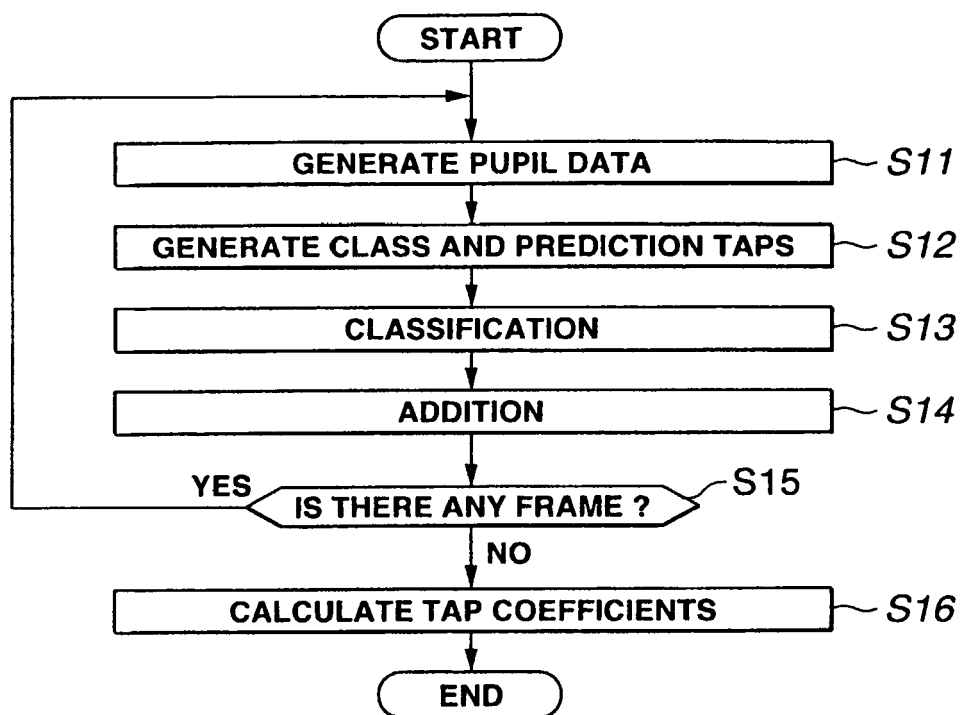 START
GENERATE PUPIL DATA S11
GENERATE CLASS AND PREDICTION TAPS S12
CLASSIFICATION S13
ADDITION S14
YES
IS THERE ANY FRAME ? S15
NO
CALCULATE TAP COEFFICIENTS S16
END